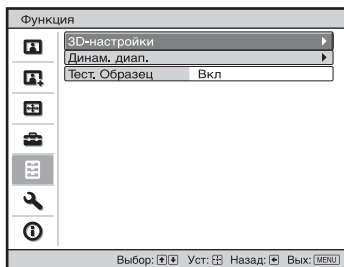 Функция
3D-настройки
Динам. диап.
Тест. Образец Вкл
Выбор: Уст: Назад: Вых: MENU